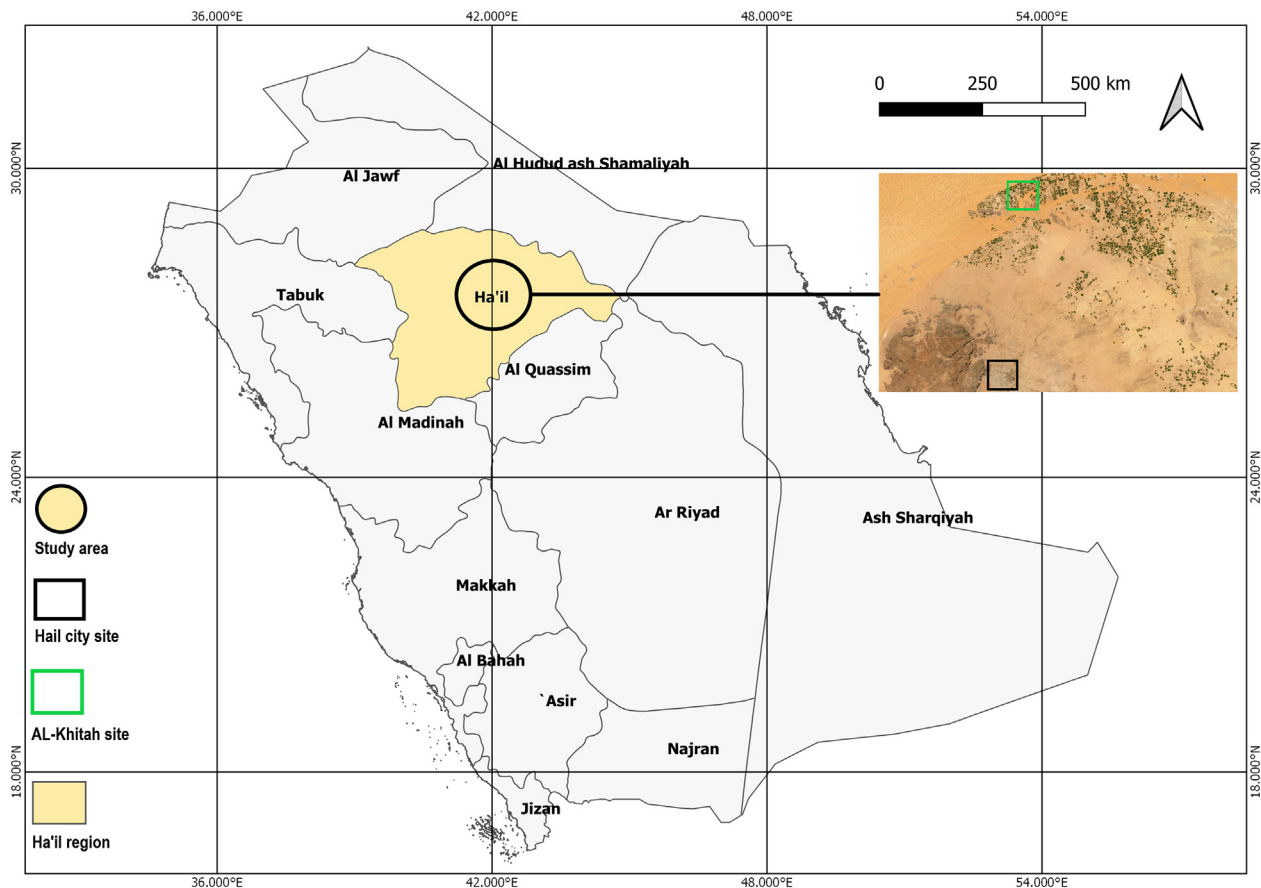 36.000°E 42.000°E 48.000°E 54.000°E
0 250 500 km
30.000°N 30.000°N
Al Hudud ash Shamaliyah
Al Jawf
Tabuk
Ha'il
Al Quassim
Al Madinah
24.000°N 24.000°N
Ar Riyad
Ash Sharqiyah
Makkah
Al Bahah
`Asir
Najran
18.000°N 18.000°N
Jizan
Study area
Hail city site
AL-Khitah site
Ha'il region
36.000°E 42.000°E 48.000°E 54.000°E